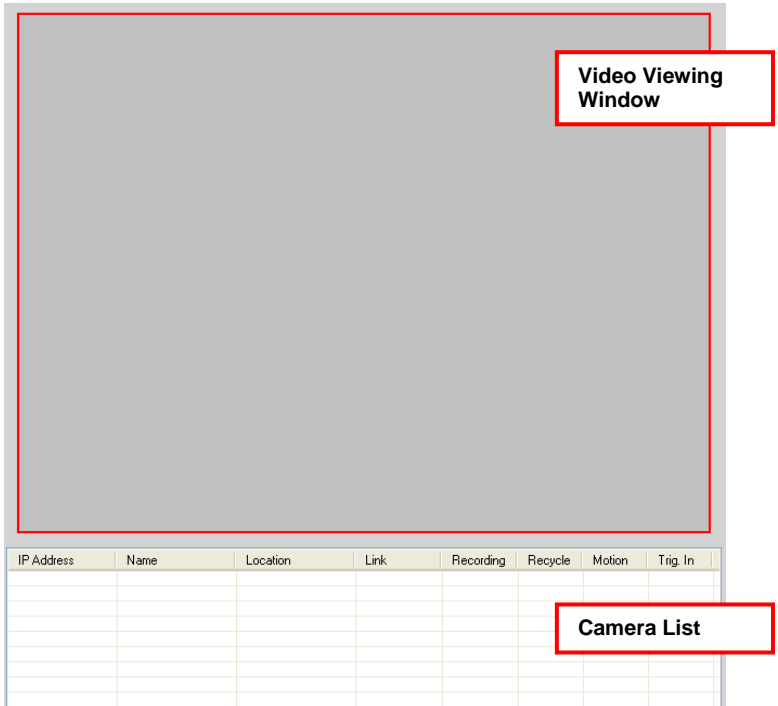 Video Viewing
Window
IP Address Name Location Link Recording Recycle Motion Trig. In
Camera List